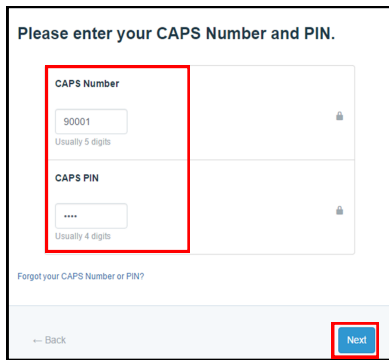 Please enter your CAPS Number and PIN.
CAPS Number
90001
Usually 5 digits
CAPS PIN
••••
Usually 4 digits
Forgot your CAPS Number or PIN?
← Back
Next